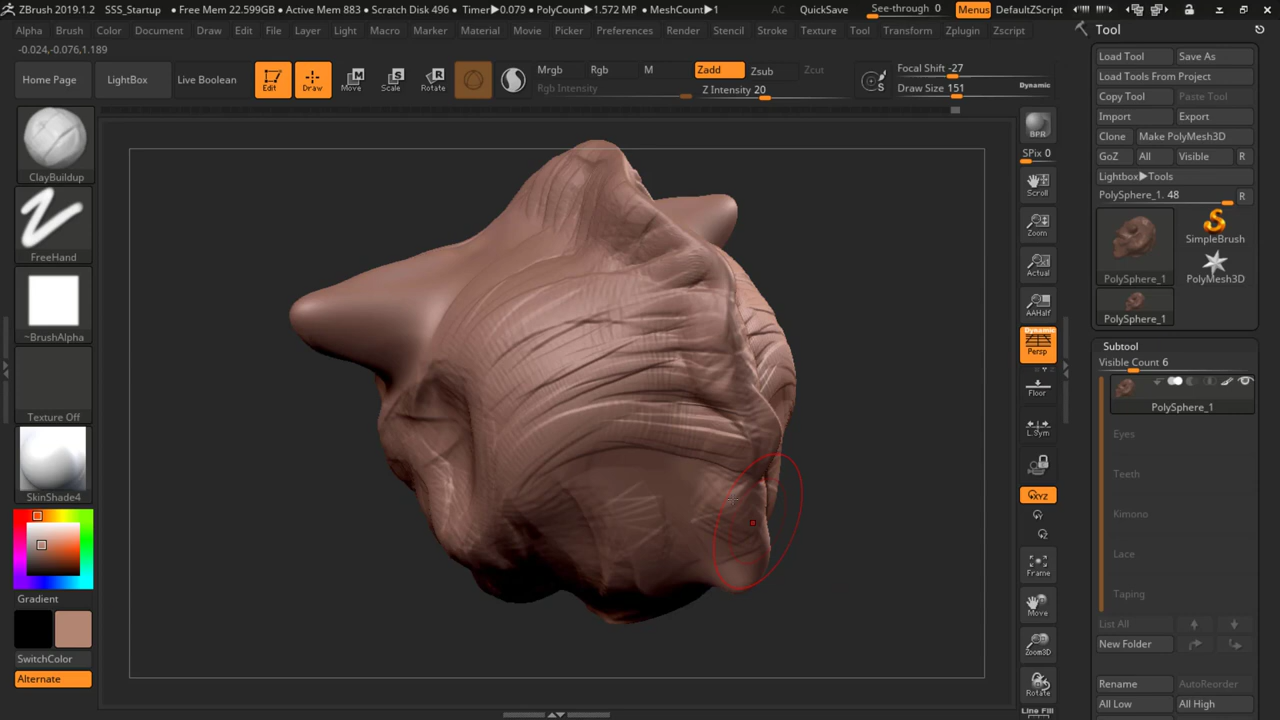 ZBrush 2019.1.2 SSS_Startup • Free Mem 22.599GB • Active Mem 883 • Scratch Disk 496 • Timer▶0.079 • PolyCount▶1.572 MP • MeshCount▶1 AC QuickSave See-through 0 Menus DefaultZScript
Alpha Brush Color Document Draw Edit File Layer Light Macro Marker Material Movie Picker Preferences Render Stencil Stroke Texture Tool Transform Zplugin Zscript
-0.024,-0.076,1.189
Home Page LightBox Live Boolean Edit Draw Move Scale Rotate
Mrgb Rgb M Zadd Zsub Zcut
Rgb Intensity Z Intensity 20
Focal Shift -27
Draw Size 151 Dynamic
ClayBuildup
FreeHand
~BrushAlpha
Texture Off
SkinShade4
Gradient
SwitchColor
Alternate
BPR
SPix 0
Scroll
Zoom
Actual
AAHalf
Dynamic
Persp
Floor
L.Sym
XYZ
Y
Z
Frame
Move
Zoom3D
Rotate
Line Fill
Tool
Load Tool Save As
Load Tools From Project
Copy Tool Paste Tool
Import Export
Clone Make PolyMesh3D
GoZ All Visible R
Lightbox▶Tools
PolySphere_1. 48 R
PolySphere_1 SimpleBrush
PolyMesh3D
PolySphere_1
Subtool
Visible Count 6
PolySphere_1
Eyes
Teeth
Kimono
Lace
Taping
List All
New Folder
Rename AutoReorder
All Low All High